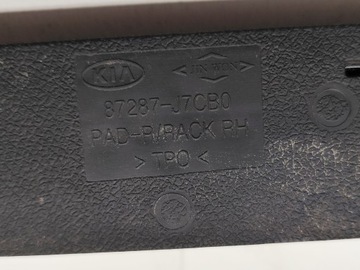 KIA
87287-J7CB0
PAD-R/RACK RH
>TPO<